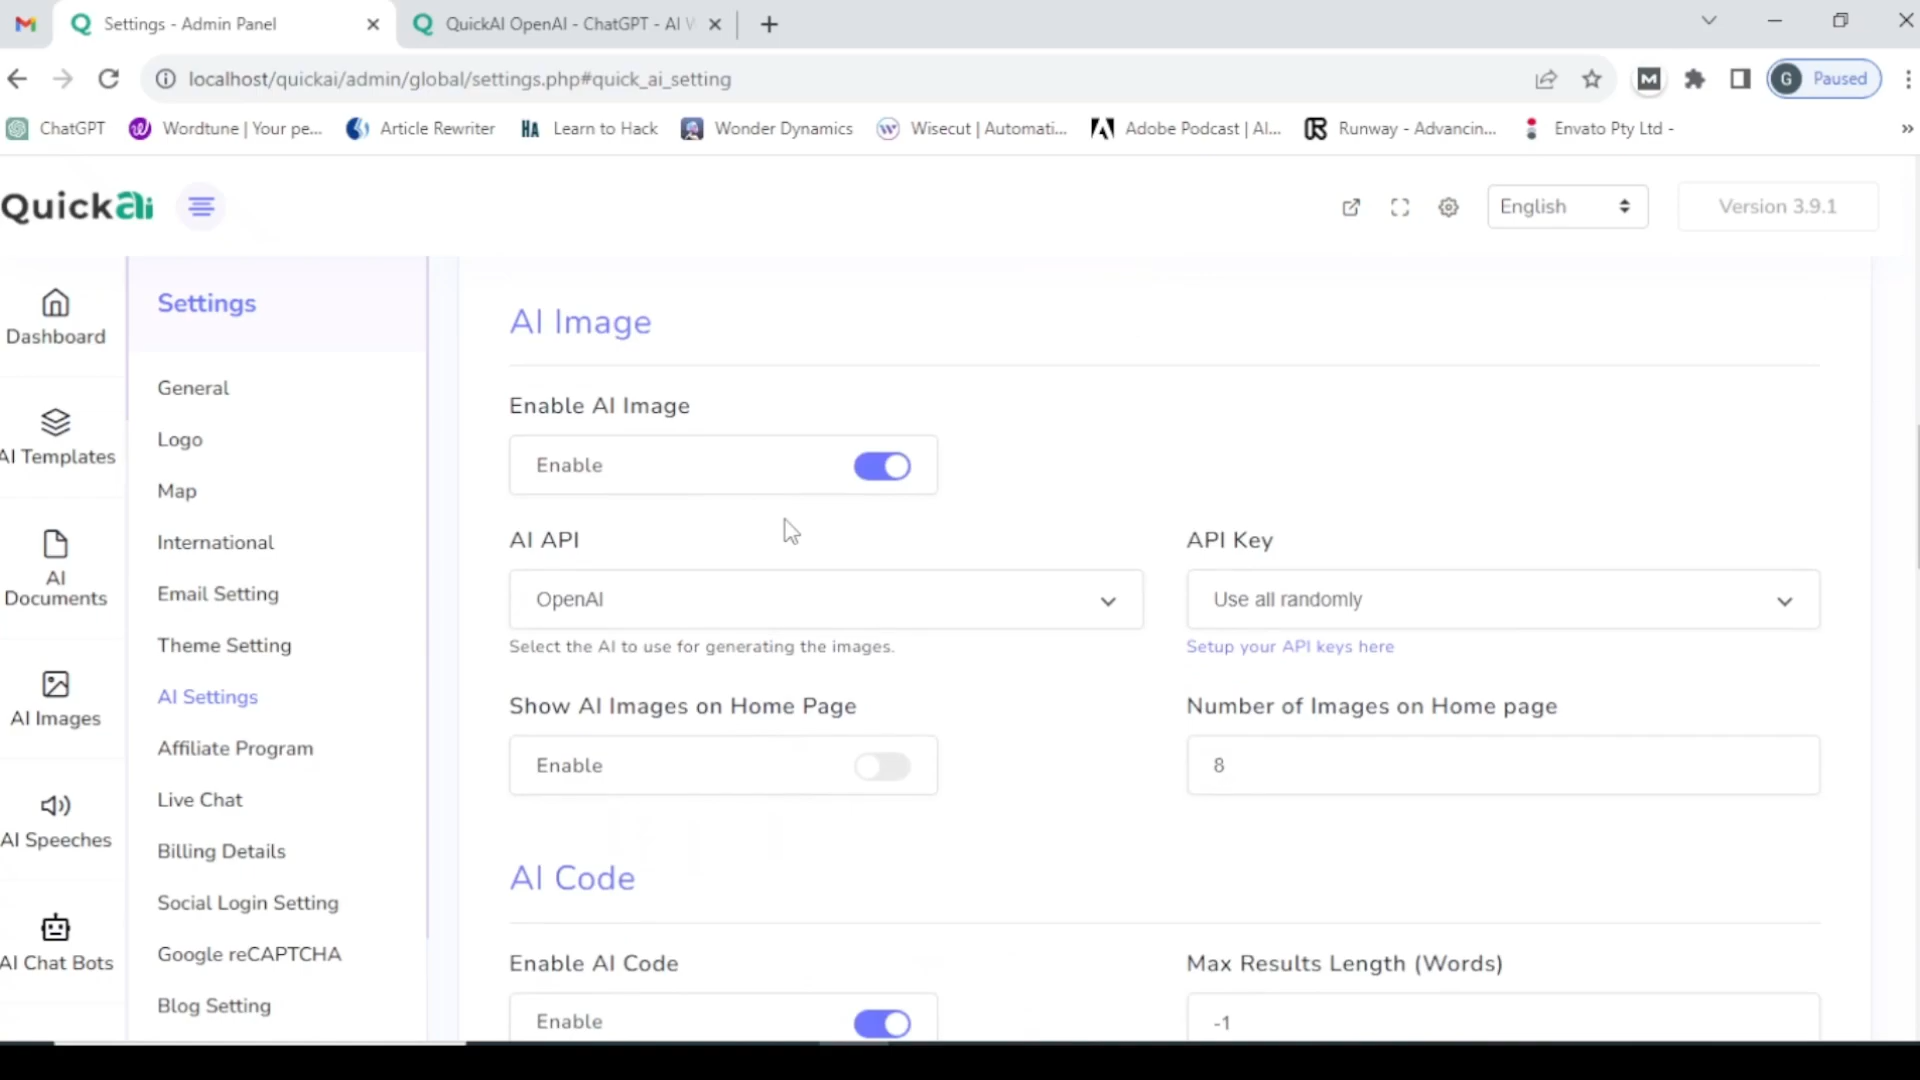 Settings - Admin Panel
QuickAI OpenAI - ChatGPT - AI
localhost/quickai/admin/global/settings.php#quick_ai_setting
G Paused
ChatGPT
Wordtune | Your pe...
Article Rewriter
HA Learn to Hack
Wonder Dynamics
Wisecut | Automati...
Adobe Podcast | AI...
Runway - Advancin...
Envato Pty Ltd -
QuickAi
English
Version 3.9.1
Dashboard
AI Templates
AI
Documents
AI Images
AI Speeches
AI Chat Bots
Settings
General
Logo
Map
International
Email Setting
Theme Setting
AI Settings
Affiliate Program
Live Chat
Billing Details
Social Login Setting
Google reCAPTCHA
Blog Setting
AI Image
Enable AI Image
Enable
AI API
API Key
OpenAI
Use all randomly
Select the AI to use for generating the images.
Setup your API keys here
Show AI Images on Home Page
Number of Images on Home page
Enable
8
AI Code
Enable AI Code
Max Results Length (Words)
Enable
-1